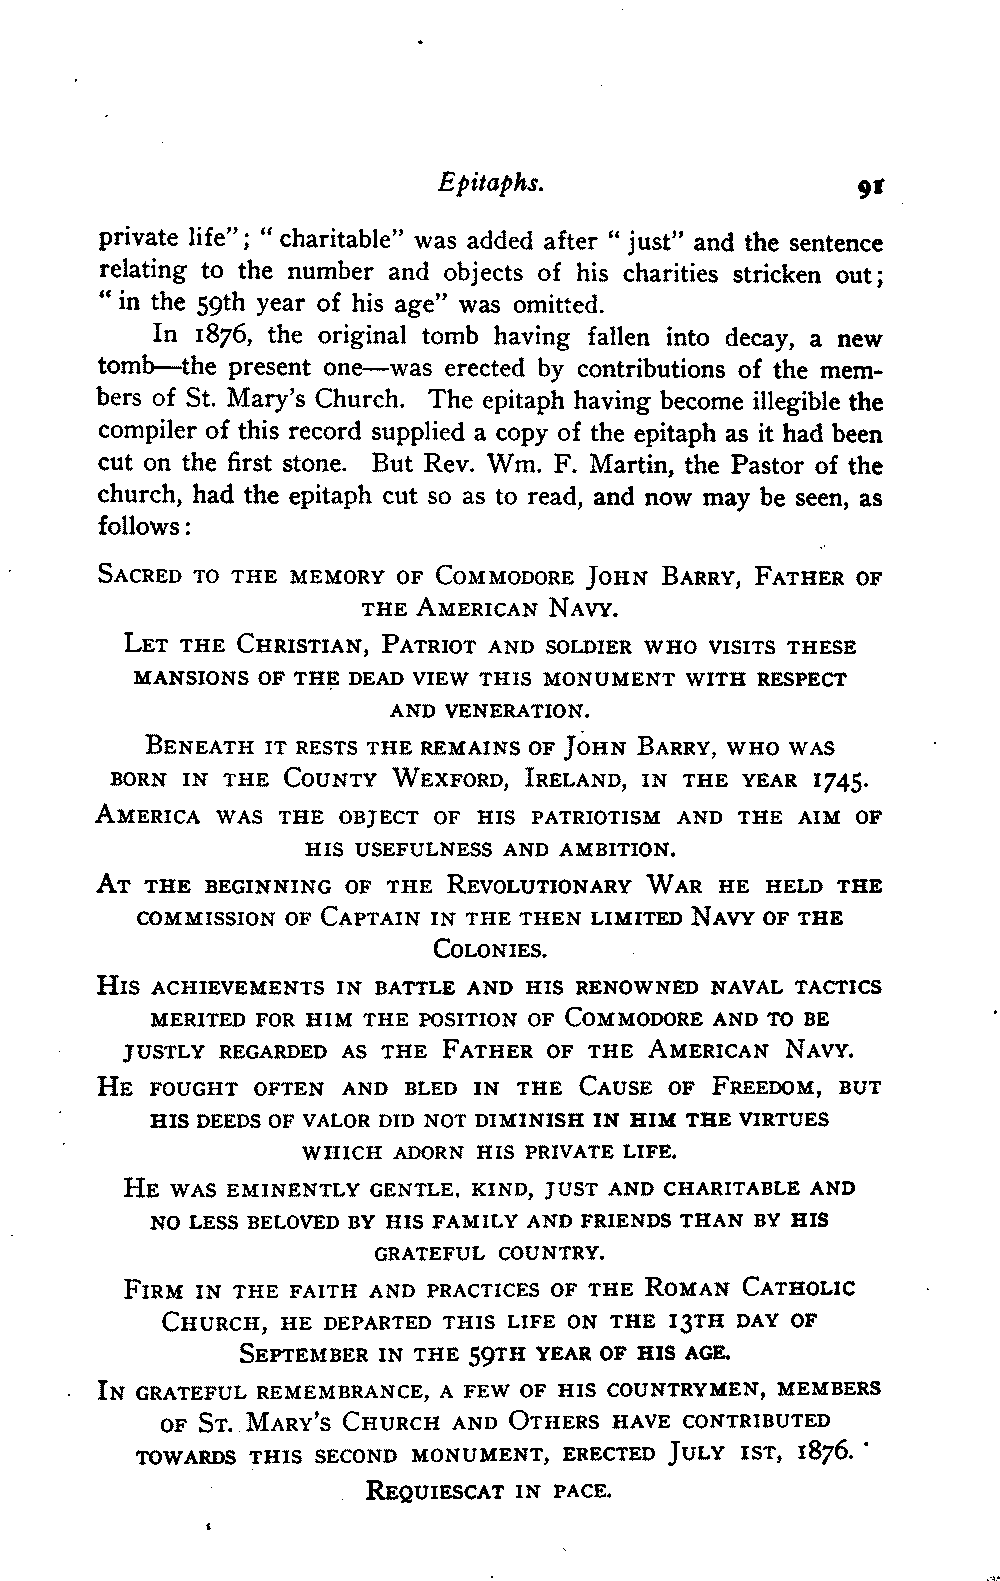 Epitaphs. 91
private life"; "charitable" was added after "just" and the sentence
relating to the number and objects of his charities stricken out;
"in the 59th year of his age" was omitted.
In 1876, the original tomb having fallen into decay, a new
tomb—the present one—was erected by contributions of the mem-
bers of St. Mary's Church. The epitaph having become illegible the
compiler of this record supplied a copy of the epitaph as it had been
cut on the first stone. But Rev. Wm. F. Martin, the Pastor of the
church, had the epitaph cut so as to read, and now may be seen, as
follows:
SACRED TO THE MEMORY OF COMMODORE JOHN BARRY, FATHER OF
THE AMERICAN NAVY.
LET THE CHRISTIAN, PATRIOT AND SOLDIER WHO VISITS THESE
MANSIONS OF THE DEAD VIEW THIS MONUMENT WITH RESPECT
AND VENERATION.
BENEATH IT RESTS THE REMAINS OF JOHN BARRY, WHO WAS
BORN IN THE COUNTY WEXFORD, IRELAND, IN THE YEAR 1745.
AMERICA WAS THE OBJECT OF HIS PATRIOTISM AND THE AIM OF
HIS USEFULNESS AND AMBITION.
AT THE BEGINNING OF THE REVOLUTIONARY WAR HE HELD THE
COMMISSION OF CAPTAIN IN THE THEN LIMITED NAVY OF THE
COLONIES.
HIS ACHIEVEMENTS IN BATTLE AND HIS RENOWNED NAVAL TACTICS
MERITED FOR HIM THE POSITION OF COMMODORE AND TO BE
JUSTLY REGARDED AS THE FATHER OF THE AMERICAN NAVY.
HE FOUGHT OFTEN AND BLED IN THE CAUSE OF FREEDOM, BUT
HIS DEEDS OF VALOR DID NOT DIMINISH IN HIM THE VIRTUES
WHICH ADORN HIS PRIVATE LIFE.
HE WAS EMINENTLY GENTLE, KIND, JUST AND CHARITABLE AND
NO LESS BELOVED BY HIS FAMILY AND FRIENDS THAN BY HIS
GRATEFUL COUNTRY.
FIRM IN THE FAITH AND PRACTICES OF THE ROMAN CATHOLIC
CHURCH, HE DEPARTED THIS LIFE ON THE 13TH DAY OF
SEPTEMBER IN THE 59TH YEAR OF HIS AGE.
IN GRATEFUL REMEMBRANCE, A FEW OF HIS COUNTRYMEN, MEMBERS
OF ST. MARY'S CHURCH AND OTHERS HAVE CONTRIBUTED
TOWARDS THIS SECOND MONUMENT, ERECTED JULY 1ST, 1876.
REQUIESCAT IN PACE.